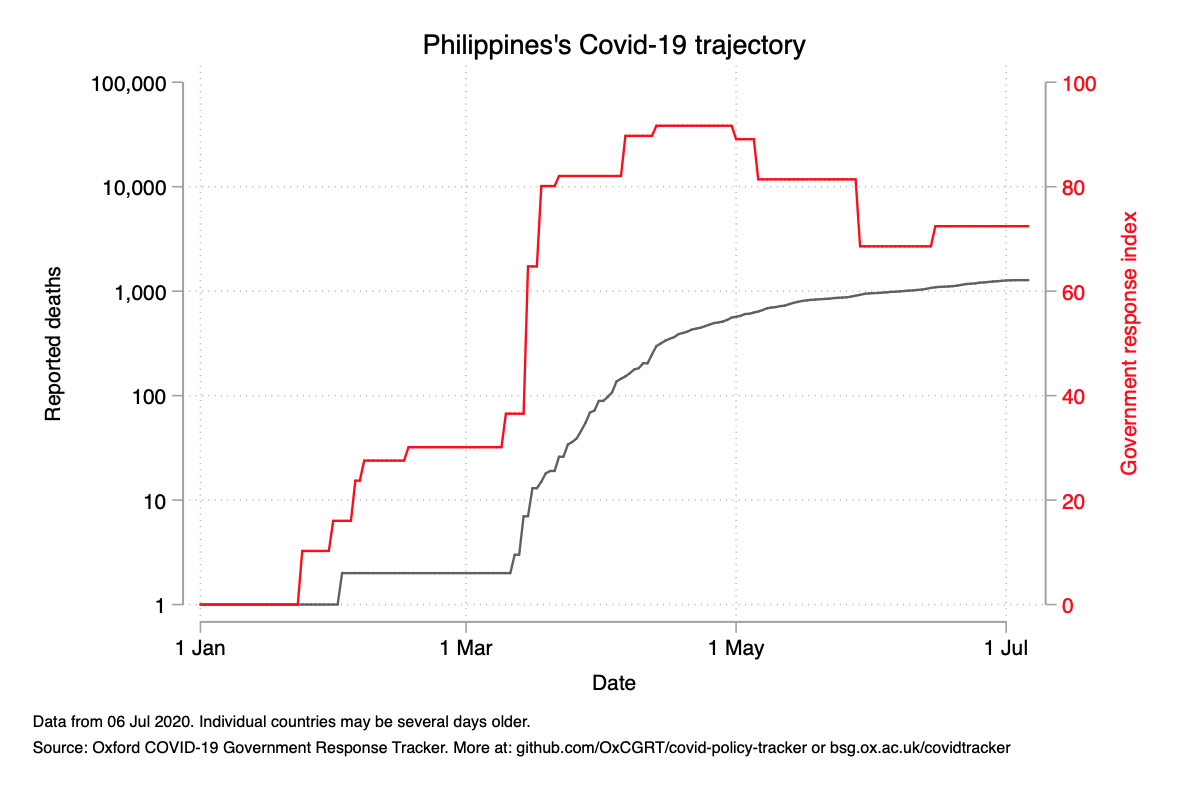 Philippines's Covid-19 trajectory
100,000
10,000
1,000
100
10
1
Reported deaths
100
80
60
40
20
0
Government response index
1 Jan
1 Mar
1 May
1 Jul
Date
Data from 06 Jul 2020. Individual countries may be several days older.
Source: Oxford COVID-19 Government Response Tracker. More at: github.com/OxCGRT/covid-policy-tracker or bsg.ox.ac.uk/covidtracker